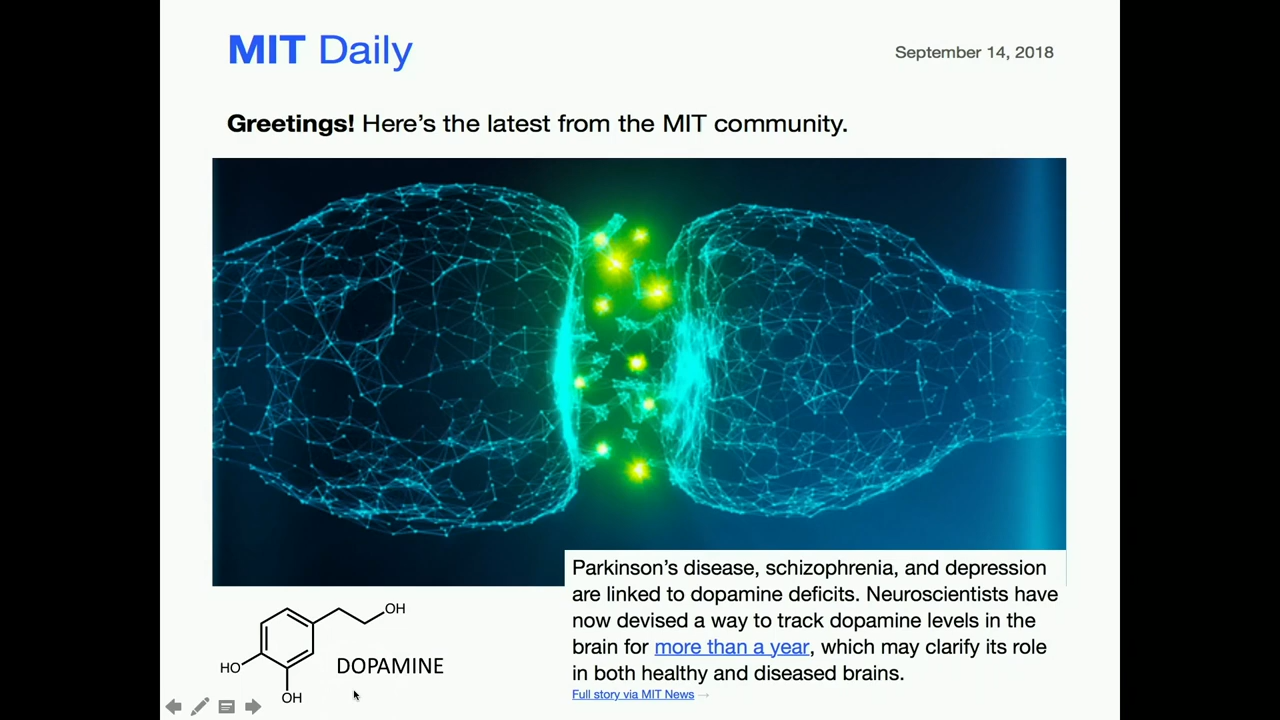 MIT Daily
September 14, 2018
Greetings! Here's the latest from the MIT community.
Parkinson's disease, schizophrenia, and depression
are linked to dopamine deficits. Neuroscientists have
now devised a way to track dopamine levels in the
brain for more than a year, which may clarify its role
in both healthy and diseased brains.
Full story via MIT News →
OH
HO
DOPAMINE
OH